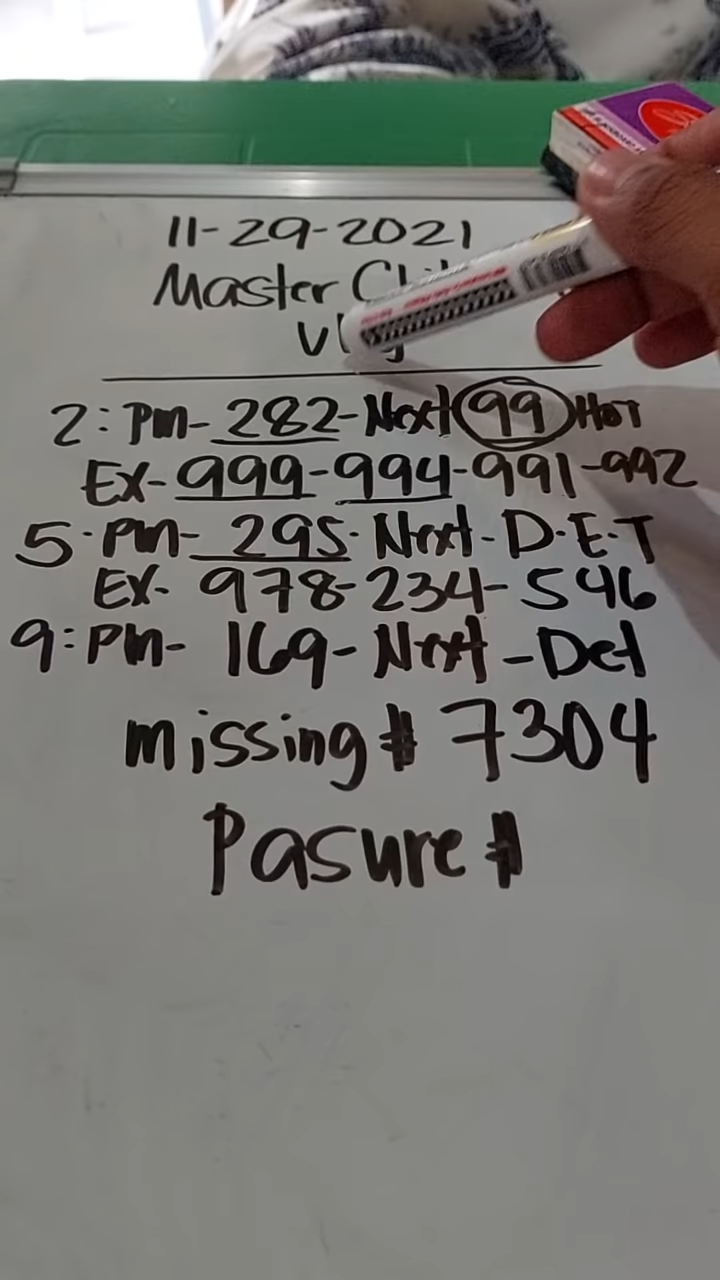 11-29-2021
Master
2:Pm-282-Next 99 HOT
EX-999-994-991-992
5.Pm-295.Next-D.E.T
EX-978-234-546
9:Pm-169-Next-Det
missing # 7304
Pasure #